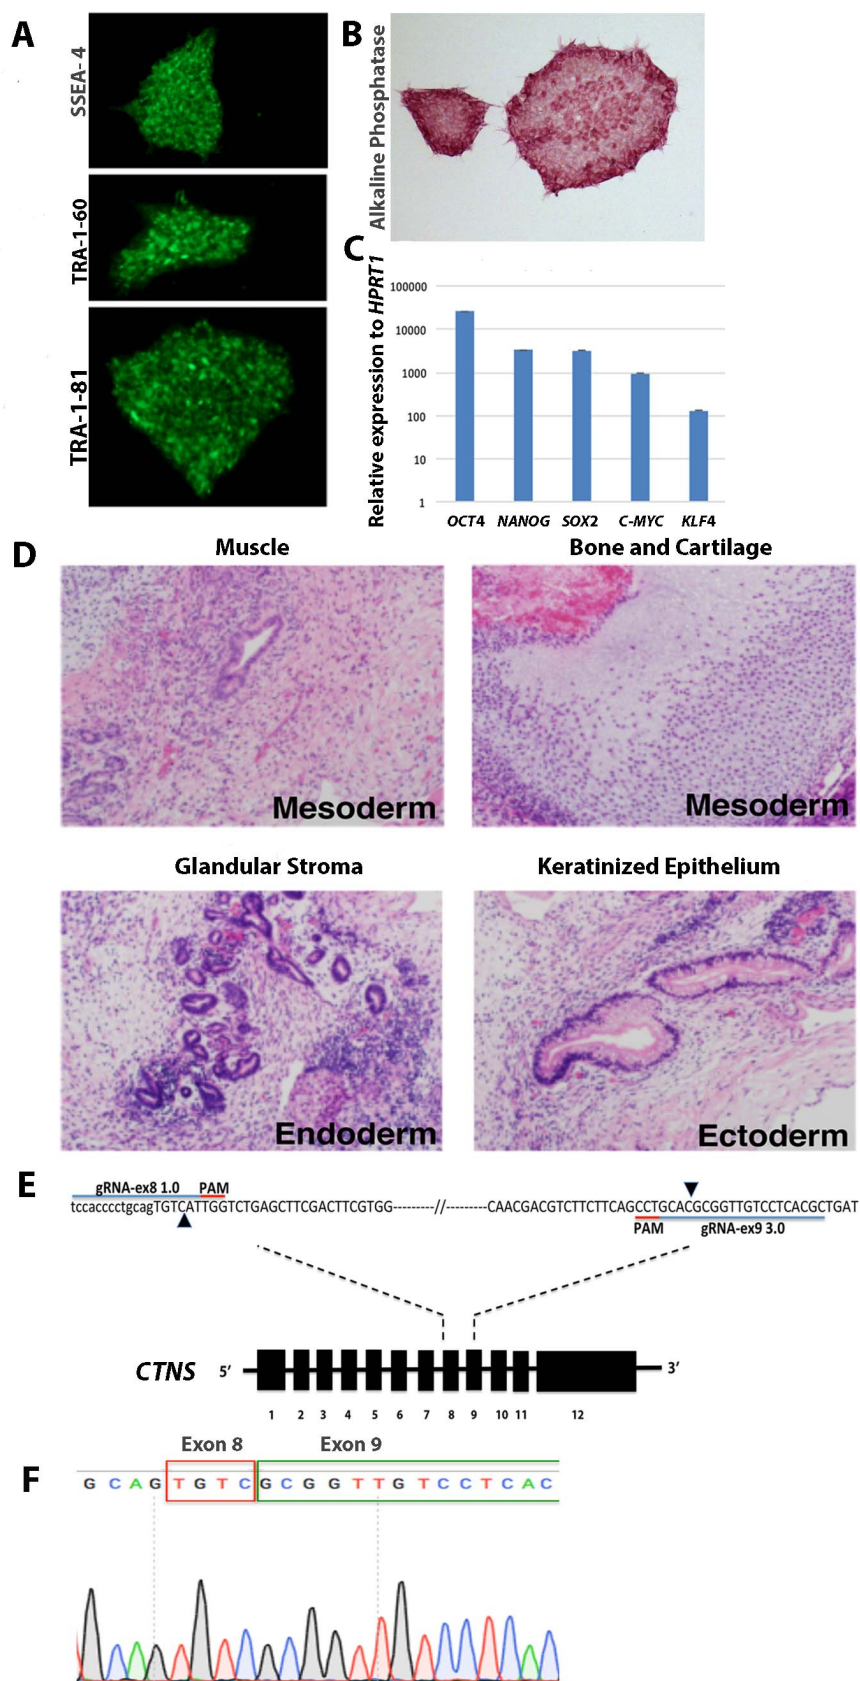 A
SSEA- 4
TRA-1-60
TRA-1-81
B
Alkaline Phosphatase
C
Relative expression to HPRT1
100000
10000
1000
100
10
1
OCT4 NANOG SOX2 C-MYC KLF4
D
Muscle
Mesoderm
Bone and Cartilage
Mesoderm
Glandular Stroma
Endoderm
Keratinized Epithelium
Ectoderm
E
gRNA-ex8 1.0 PAM
tccacccctgcagTGTCATTGGTCTGAGCTTCGACTTCGTGG--------//--------CAACGACGTCTTCTTCAGCCTGCACGCGGTTGTCCTCACGCTGAT
PAM gRNA-ex9 3.0
CTNS 5' 3'
1 2 3 4 5 6 7 8 9 10 11 12
F
Exon 8 Exon 9
G C A G T G T C G C G G T T G T C C T C A C